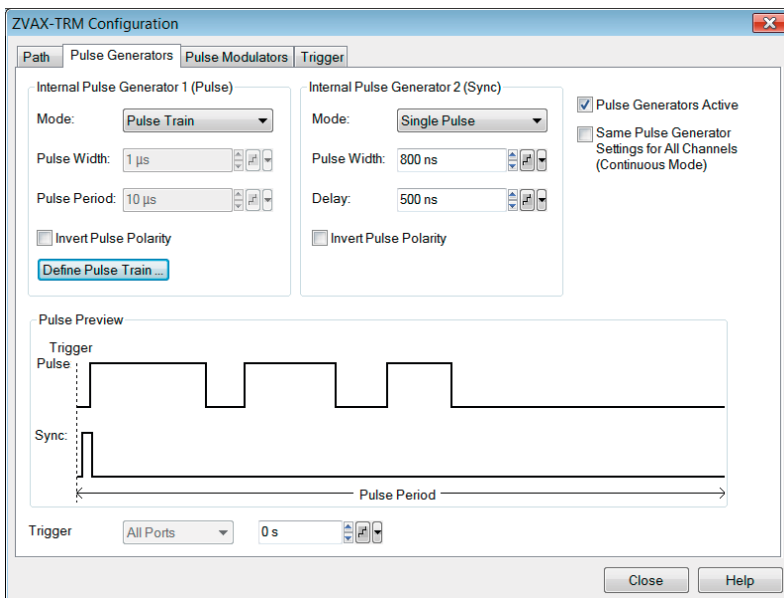 ZVAX-TRM Configuration
Path Pulse Generators Pulse Modulators Trigger
Internal Pulse Generator 1 (Pulse)
Mode: Pulse Train
Pulse Width: 1 µs
Pulse Period: 10 µs
Invert Pulse Polarity
Define Pulse Train ...
Internal Pulse Generator 2 (Sync)
Mode: Single Pulse
Pulse Width: 800 ns
Delay: 500 ns
Invert Pulse Polarity
Pulse Generators Active
Same Pulse Generator
Settings for All Channels
(Continuous Mode)
Pulse Preview
Trigger
Pulse
Sync:
Pulse Period
Trigger All Ports 0 s
Close Help